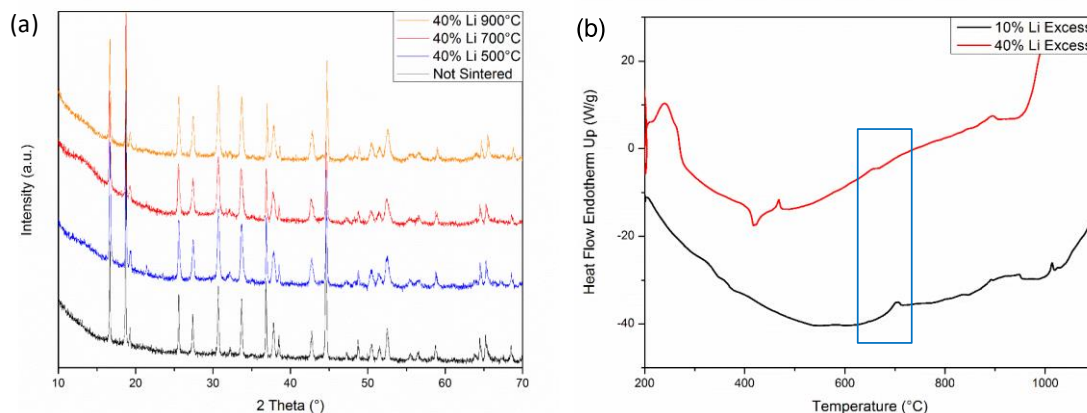 (a)
40% Li 900°C
40% Li 700°C
40% Li 500°C
Not Sintered
Intensity (a.u.)
10 20 30 40 50 60 70
2 Theta (°)
(b)
10% Li Excess
40% Li Excess
Heat Flow Endotherm Up (W/g)
20
0
-20
-40
200 400 600 800 1000
Temperature (°C)